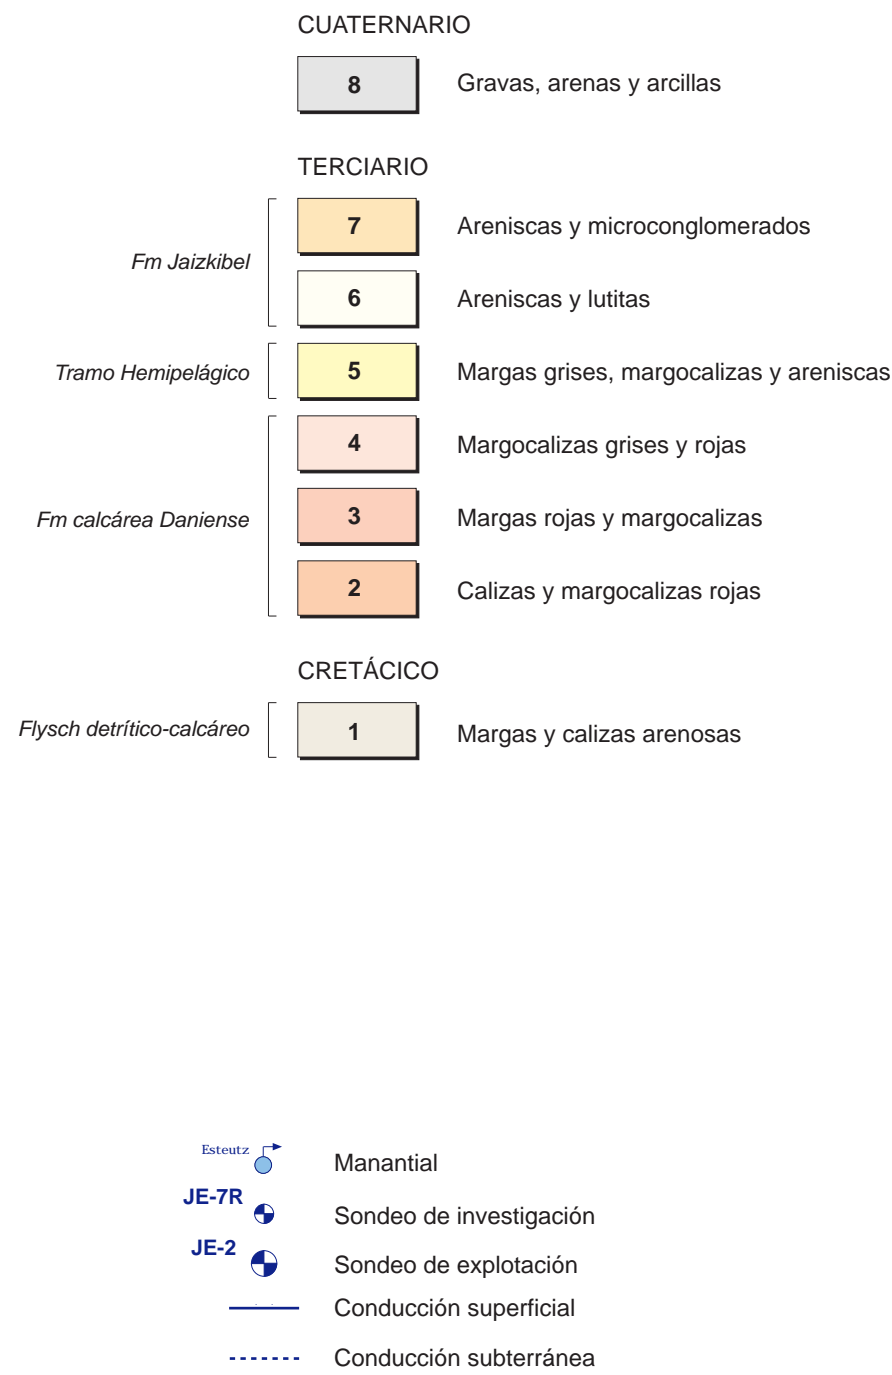 CUATERNARIO
8 Gravas, arenas y arcillas
TERCIARIO
7 Areniscas y microconglomerados
Fm Jaizkibel
6 Areniscas y lutitas
Tramo Hemipelágico 5 Margas grises, margocalizas y areniscas
4 Margocalizas grises y rojas
Fm calcárea Daniense 3 Margas rojas y margocalizas
2 Calizas y margocalizas rojas
CRETÁCICO
Flysch detrítico-calcáreo 1 Margas y calizas arenosas
Esteutz Manantial
JE-7R Sondeo de investigación
JE-2 Sondeo de explotación
Conducción superficial
Conducción subterránea